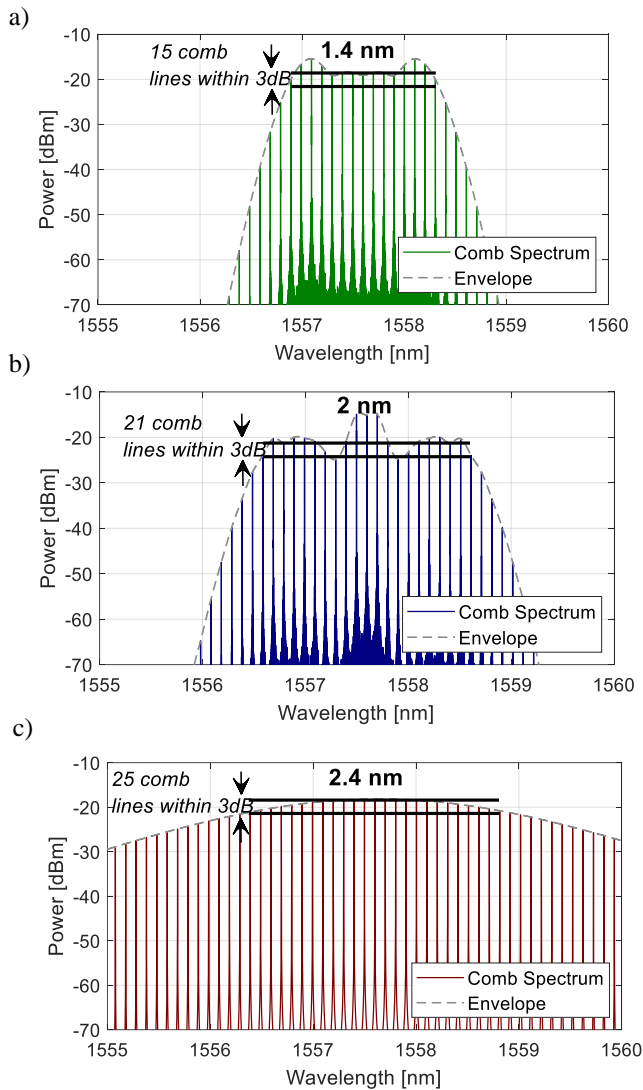 a)
15 comb
lines within 3dB
1.4 nm
-10
-20
-30
-40
-50
-60
-70
Power [dBm]
Comb Spectrum
Envelope
1555
1556
1557
1558
1559
1560
Wavelength [nm]
b)
21 comb
lines within 3dB
2 nm
-10
-20
-30
-40
-50
-60
-70
Power [dBm]
Comb Spectrum
Envelope
1555
1556
1557
1558
1559
1560
Wavelength [nm]
c)
25 comb
lines within 3dB
2.4 nm
-10
-20
-30
-40
-50
-60
-70
Power [dBm]
Comb Spectrum
Envelope
1555
1556
1557
1558
1559
1560
Wavelength [nm]